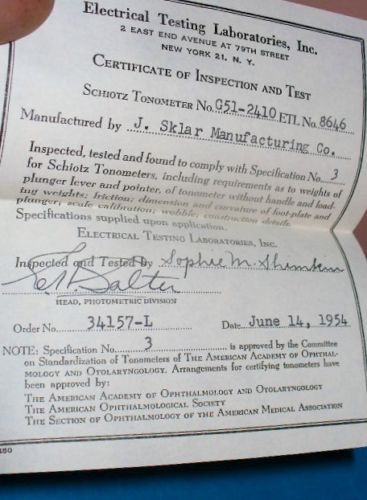 Electrical Testing Laboratories, Inc.
2 EAST END AVENUE AT 79TH STREET
NEW YORK 21, N. Y.
CERTIFICATE OF INSPECTION AND TEST
SCHIOTZ TONOMETER No. G51-2410 ETL No. 8646
Manufactured by J. Sklar Manufacturing Co.
Inspected, tested and found to comply with Specification No. 3
for Schiotz Tonometers, including requirements as to weights of
plunger lever and pointer, of tonometer without handle and load-
ing weights; friction; dimension and curvature of foot-plate and
plunger; scale calibration; wobble; construction details.
Specifications supplied upon application.
ELECTRICAL TESTING LABORATORIES, INC.
Inspected and Tested by Sophie M.
HEAD, PHOTOMETRIC DIVISION
Order No. 34157-L Date June 14, 1954
NOTE: Specification No. 3 is approved by the Committee
on Standardization of Tonometers of THE AMERICAN ACADEMY OF OPHTHAL-
MOLOGY AND OTOLARYNGOLOGY. Arrangements for certifying tonometers have
been approved by:
THE AMERICAN ACADEMY OF OPHTHALMOLOGY AND OTOLARYNGOLOGY
THE AMERICAN OPHTHALMOLOGICAL SOCIETY
THE SECTION OF OPHTHALMOLOGY OF THE AMERICAN MEDICAL ASSOCIATION